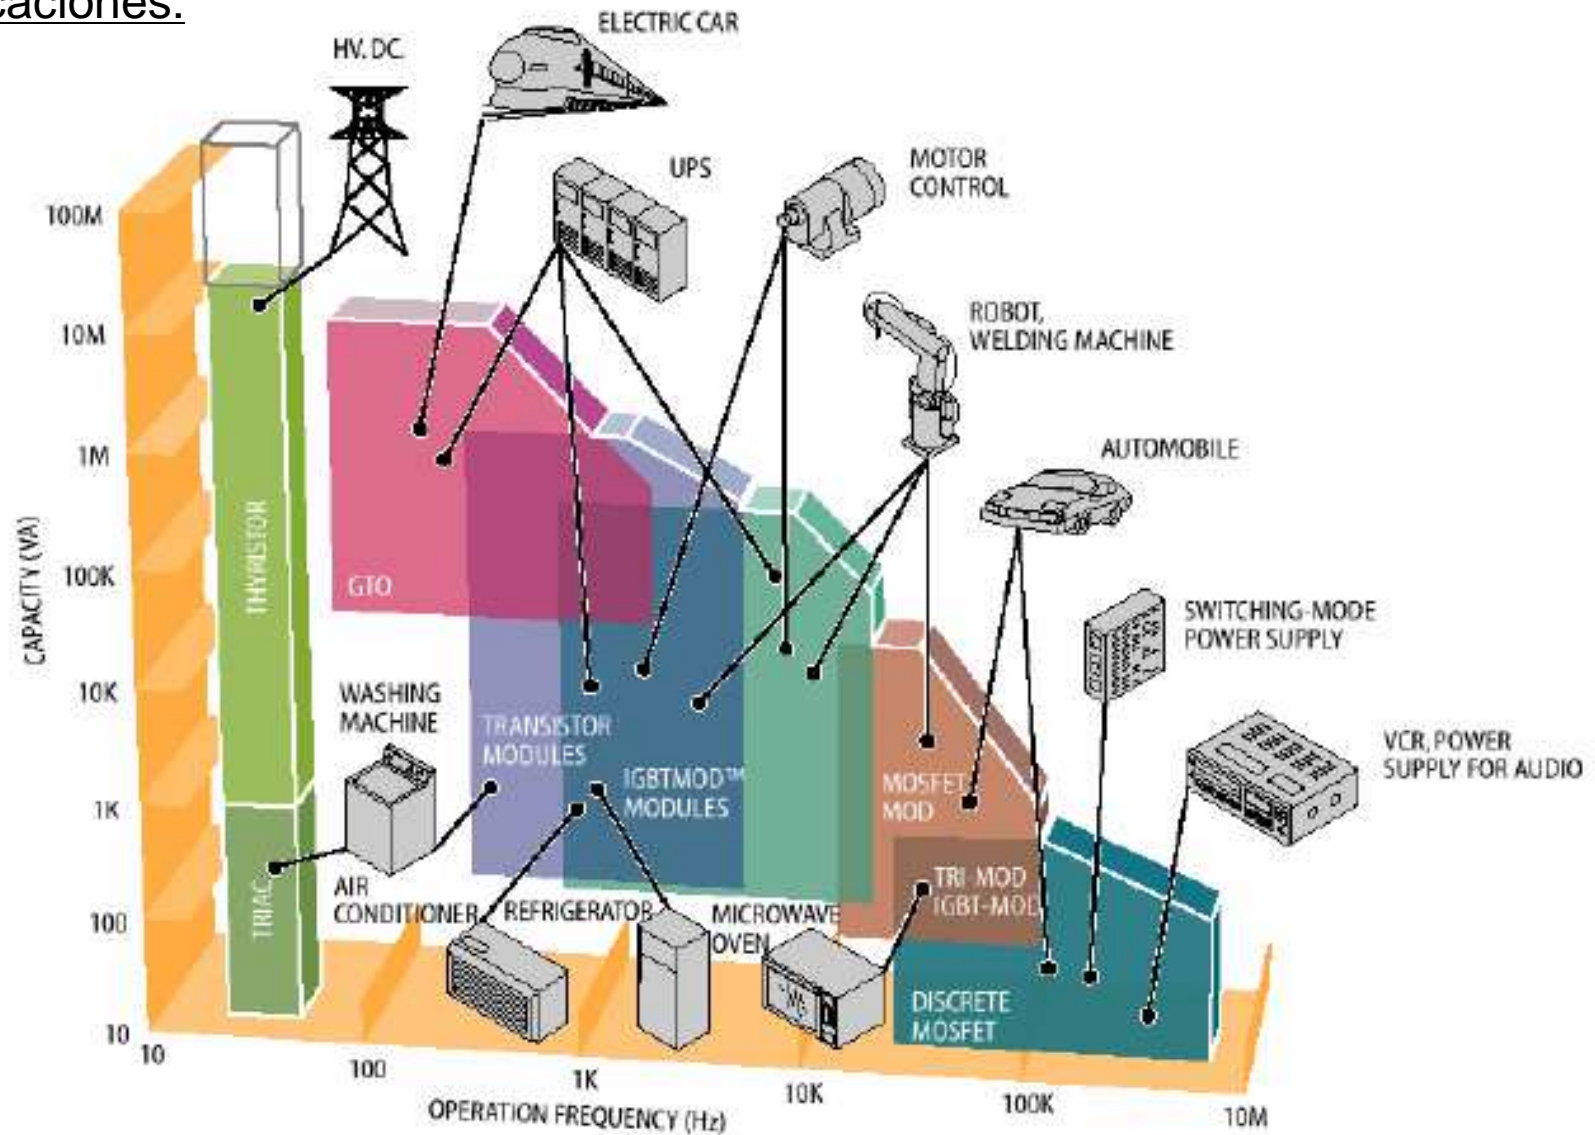 caciones:
ELECTRIC CAR
HV. DC.
UPS
MOTOR
CONTROL
ROBOT,
WELDING MACHINE
AUTOMOBILE
SWITCHING-MODE
POWER SUPPLY
VCR, POWER
SUPPLY FOR AUDIO
CAPACITY (VA)
100M
10M
1M
100K
10K
1K
100
10
THYRISTOR
TRIAC
GTO
TRANSISTOR
MODULES
IGBTMOD™
MODULES
MOSFET
MOD
TRI-MOD
IGBT-MOD
DISCRETE
MOSFET
WASHING
MACHINE
AIR
CONDITIONER
REFRIGERATOR
MICROWAVE
OVEN
10
100
1K
10K
100K
10M
OPERATION FREQUENCY (Hz)